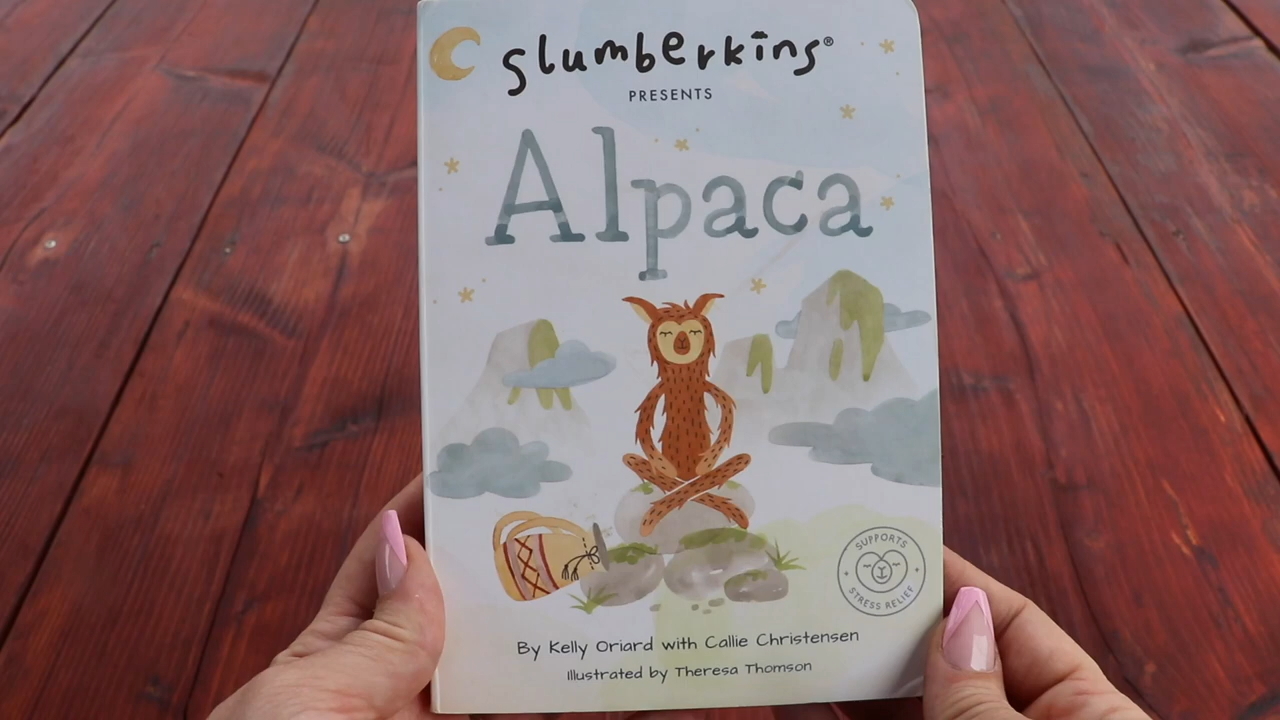 slumberkins®
PRESENTS
Alpaca
SUPPORTS
STRESS RELIEF
By Kelly Oriard with Callie Christensen
Illustrated by Theresa Thomson